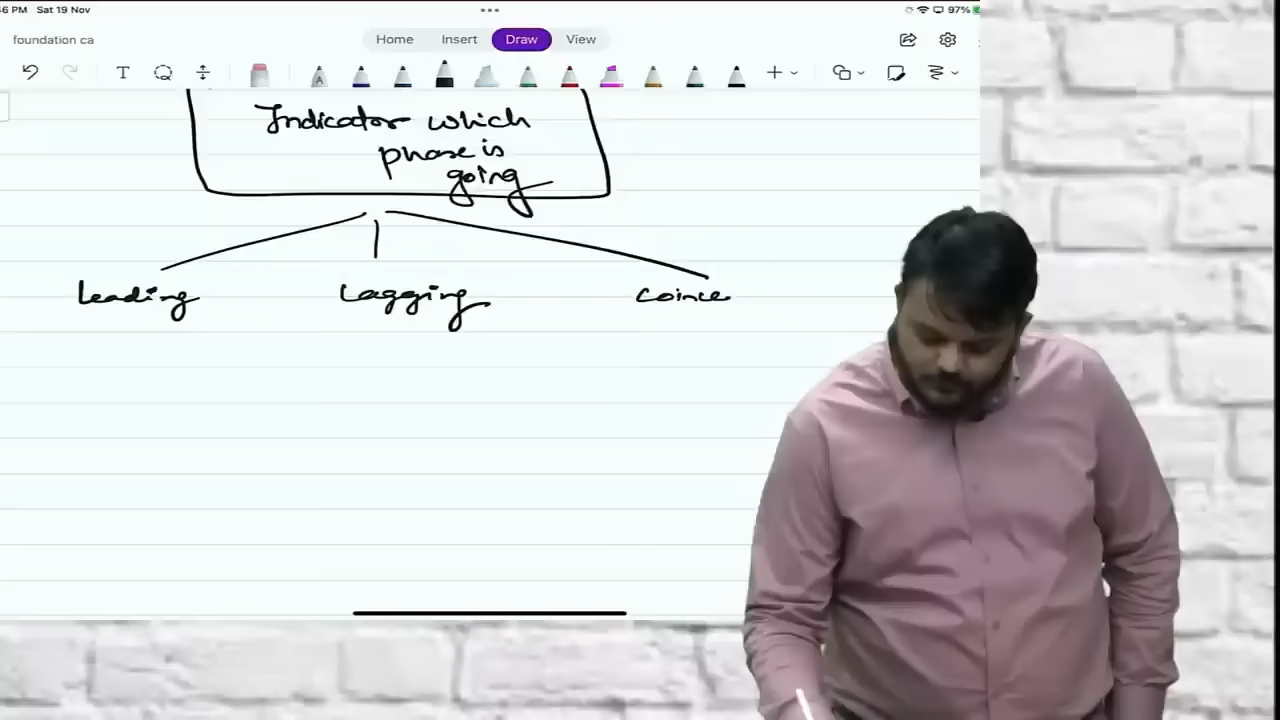 6 PM Sat 19 Nov
97%
foundation ca
Home Insert Draw View
Indicator which
phase is
going
Leading Lagging Coince